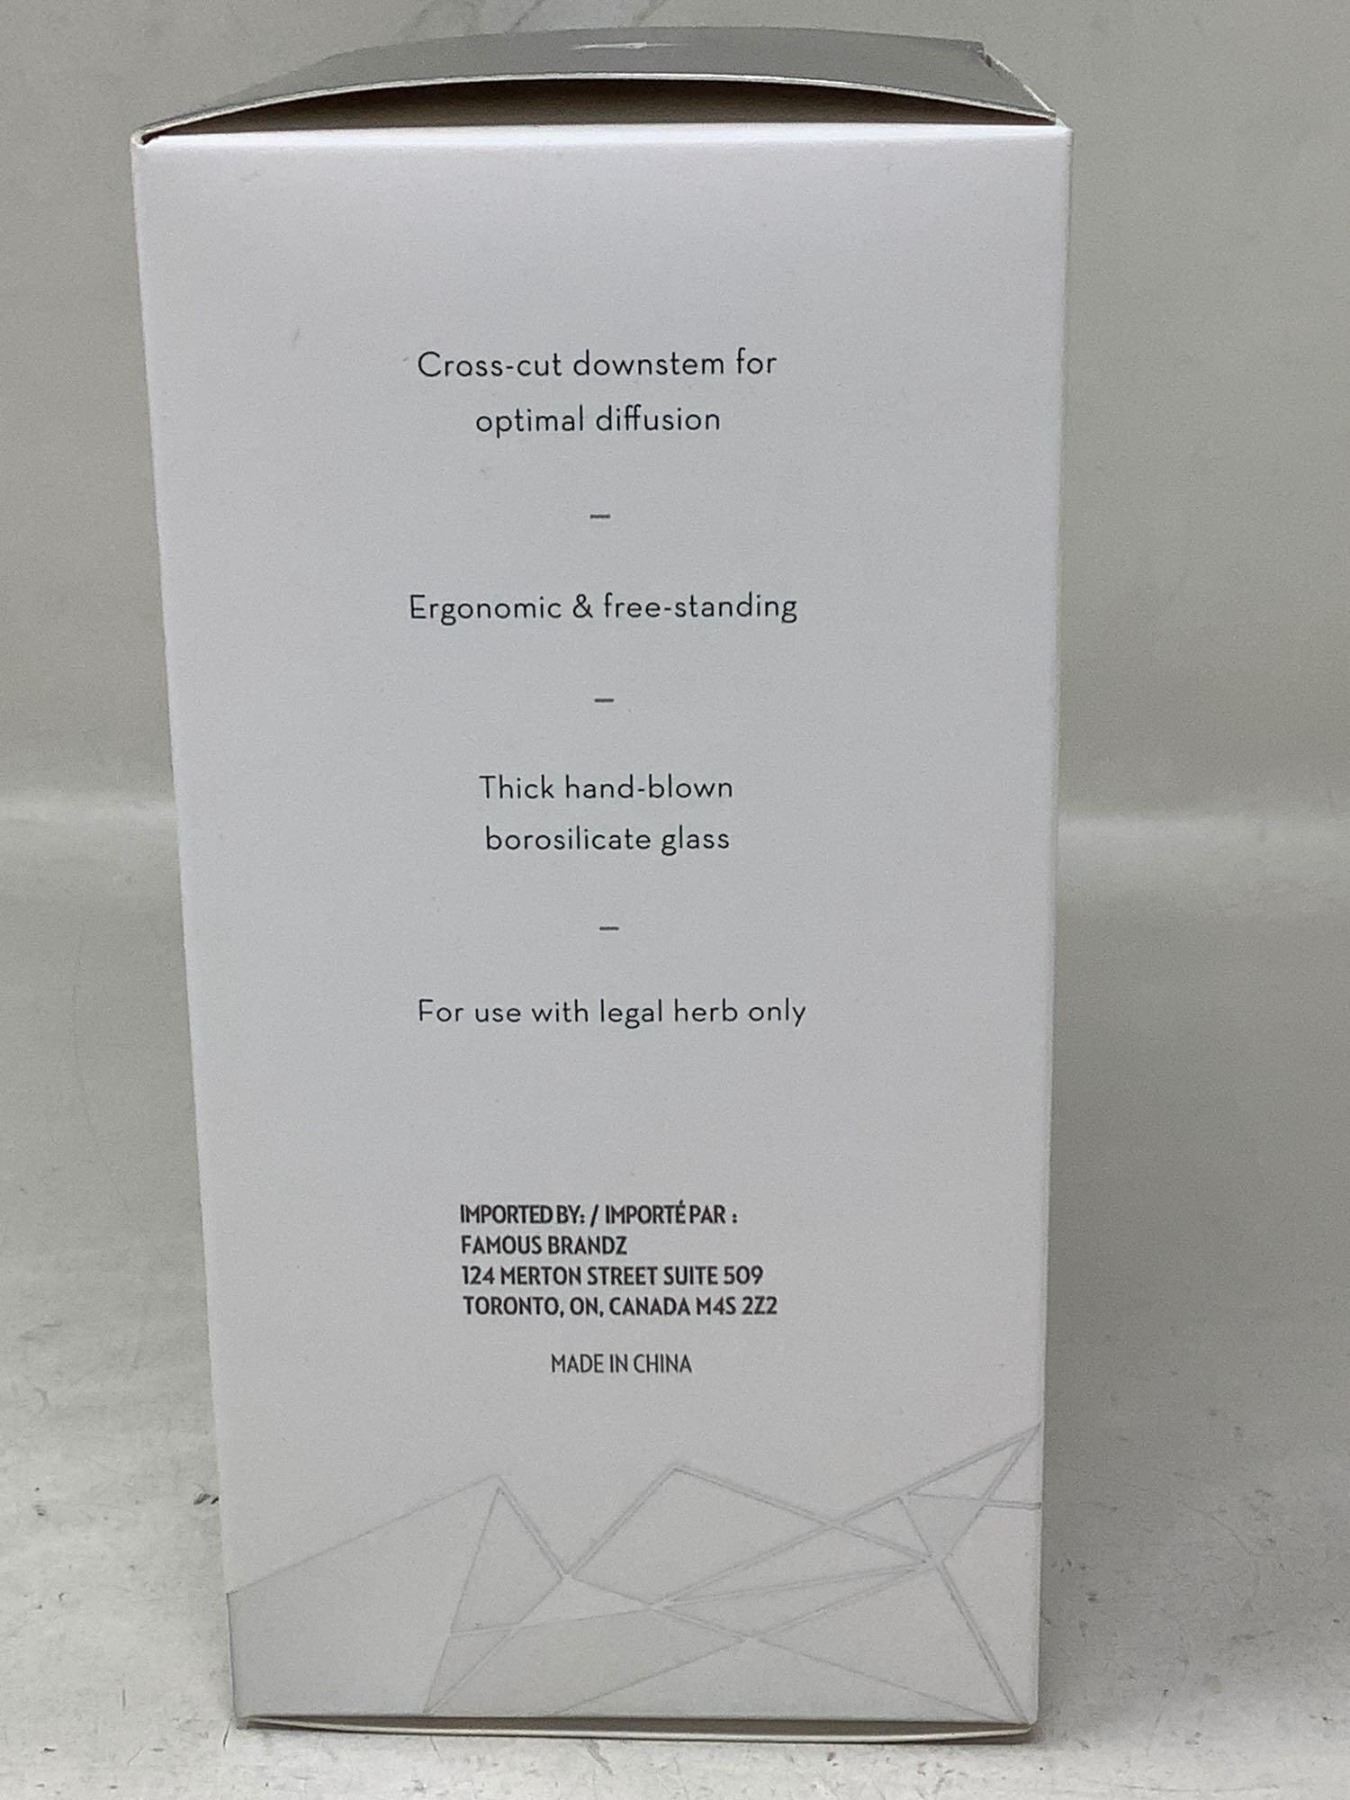 Cross-cut downstem for
optimal diffusion
–
Ergonomic & free-standing
–
Thick hand-blown
borosilicate glass
–
For use with legal herb only
IMPORTED BY: / IMPORTÉ PAR :
FAMOUS BRANDZ
124 MERTON STREET SUITE 509
TORONTO, ON, CANADA M4S 2Z2
MADE IN CHINA